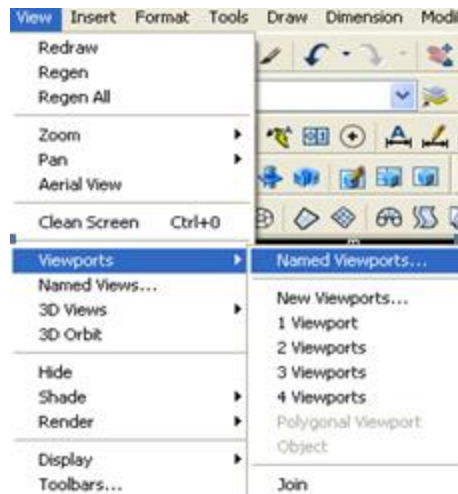 View Insert Format Tools Draw Dimension Modi
Redraw
Regen
Regen All
Zoom
Pan
Aerial View
Clean Screen Ctrl+0
Viewports
Named Views...
3D Views
3D Orbit
Hide
Shade
Render
Display
Toolbars...
Named Viewports...
New Viewports...
1 Viewport
2 Viewports
3 Viewports
4 Viewports
Polygonal Viewport
Object
Join